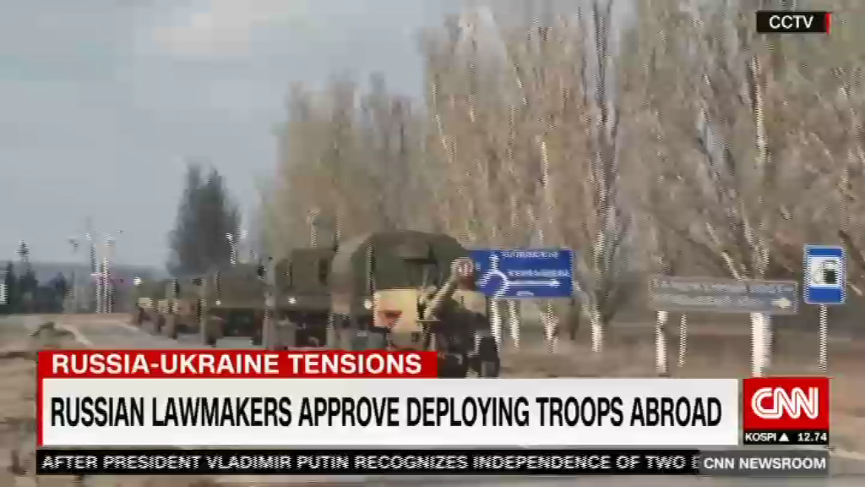 CCTV
RUSSIA-UKRAINE TENSIONS
RUSSIAN LAWMAKERS APPROVE DEPLOYING TROOPS ABROAD
CNN
KOSPI ▲ 12.74
AFTER PRESIDENT VLADIMIR PUTIN RECOGNIZES INDEPENDENCE OF TWO
CNN NEWSROOM